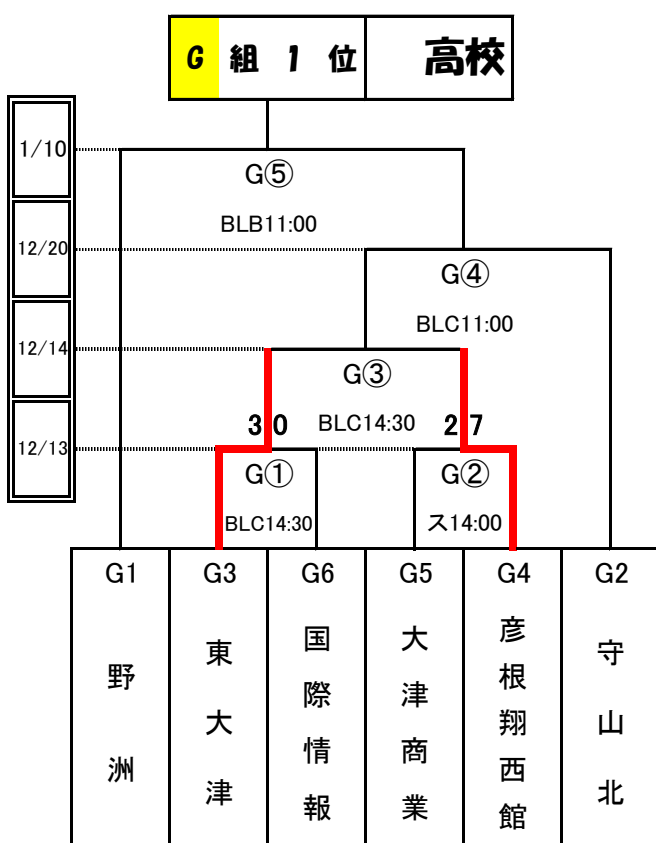 G 組 1 位 高校
1/10
G⑤
BLB11:00
12/20
G④
BLC11:00
12/14
G③
3 0 BLC14:30 2 7
12/13
G① G②
BLC14:30 ス14:00
G1 G3 G6 G5 G4 G2
野洲
東大津
国際情報
大津商業
彦根翔西館
守山北